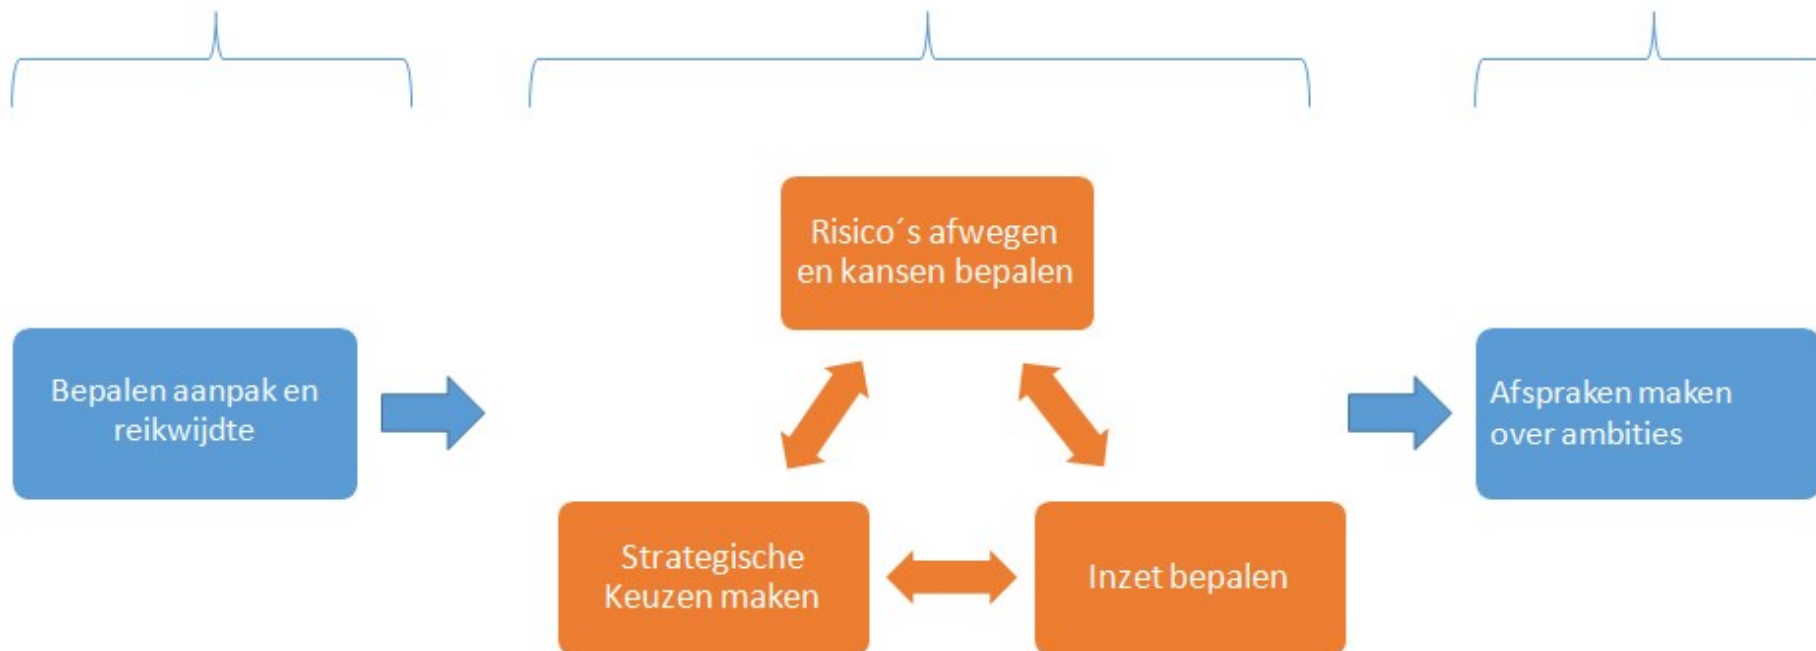 Risico´s afwegen
en kansen bepalen
Bepalen aanpak en
reikwijdte
Afspraken maken
over ambities
Strategische
Keuzen maken
Inzet bepalen